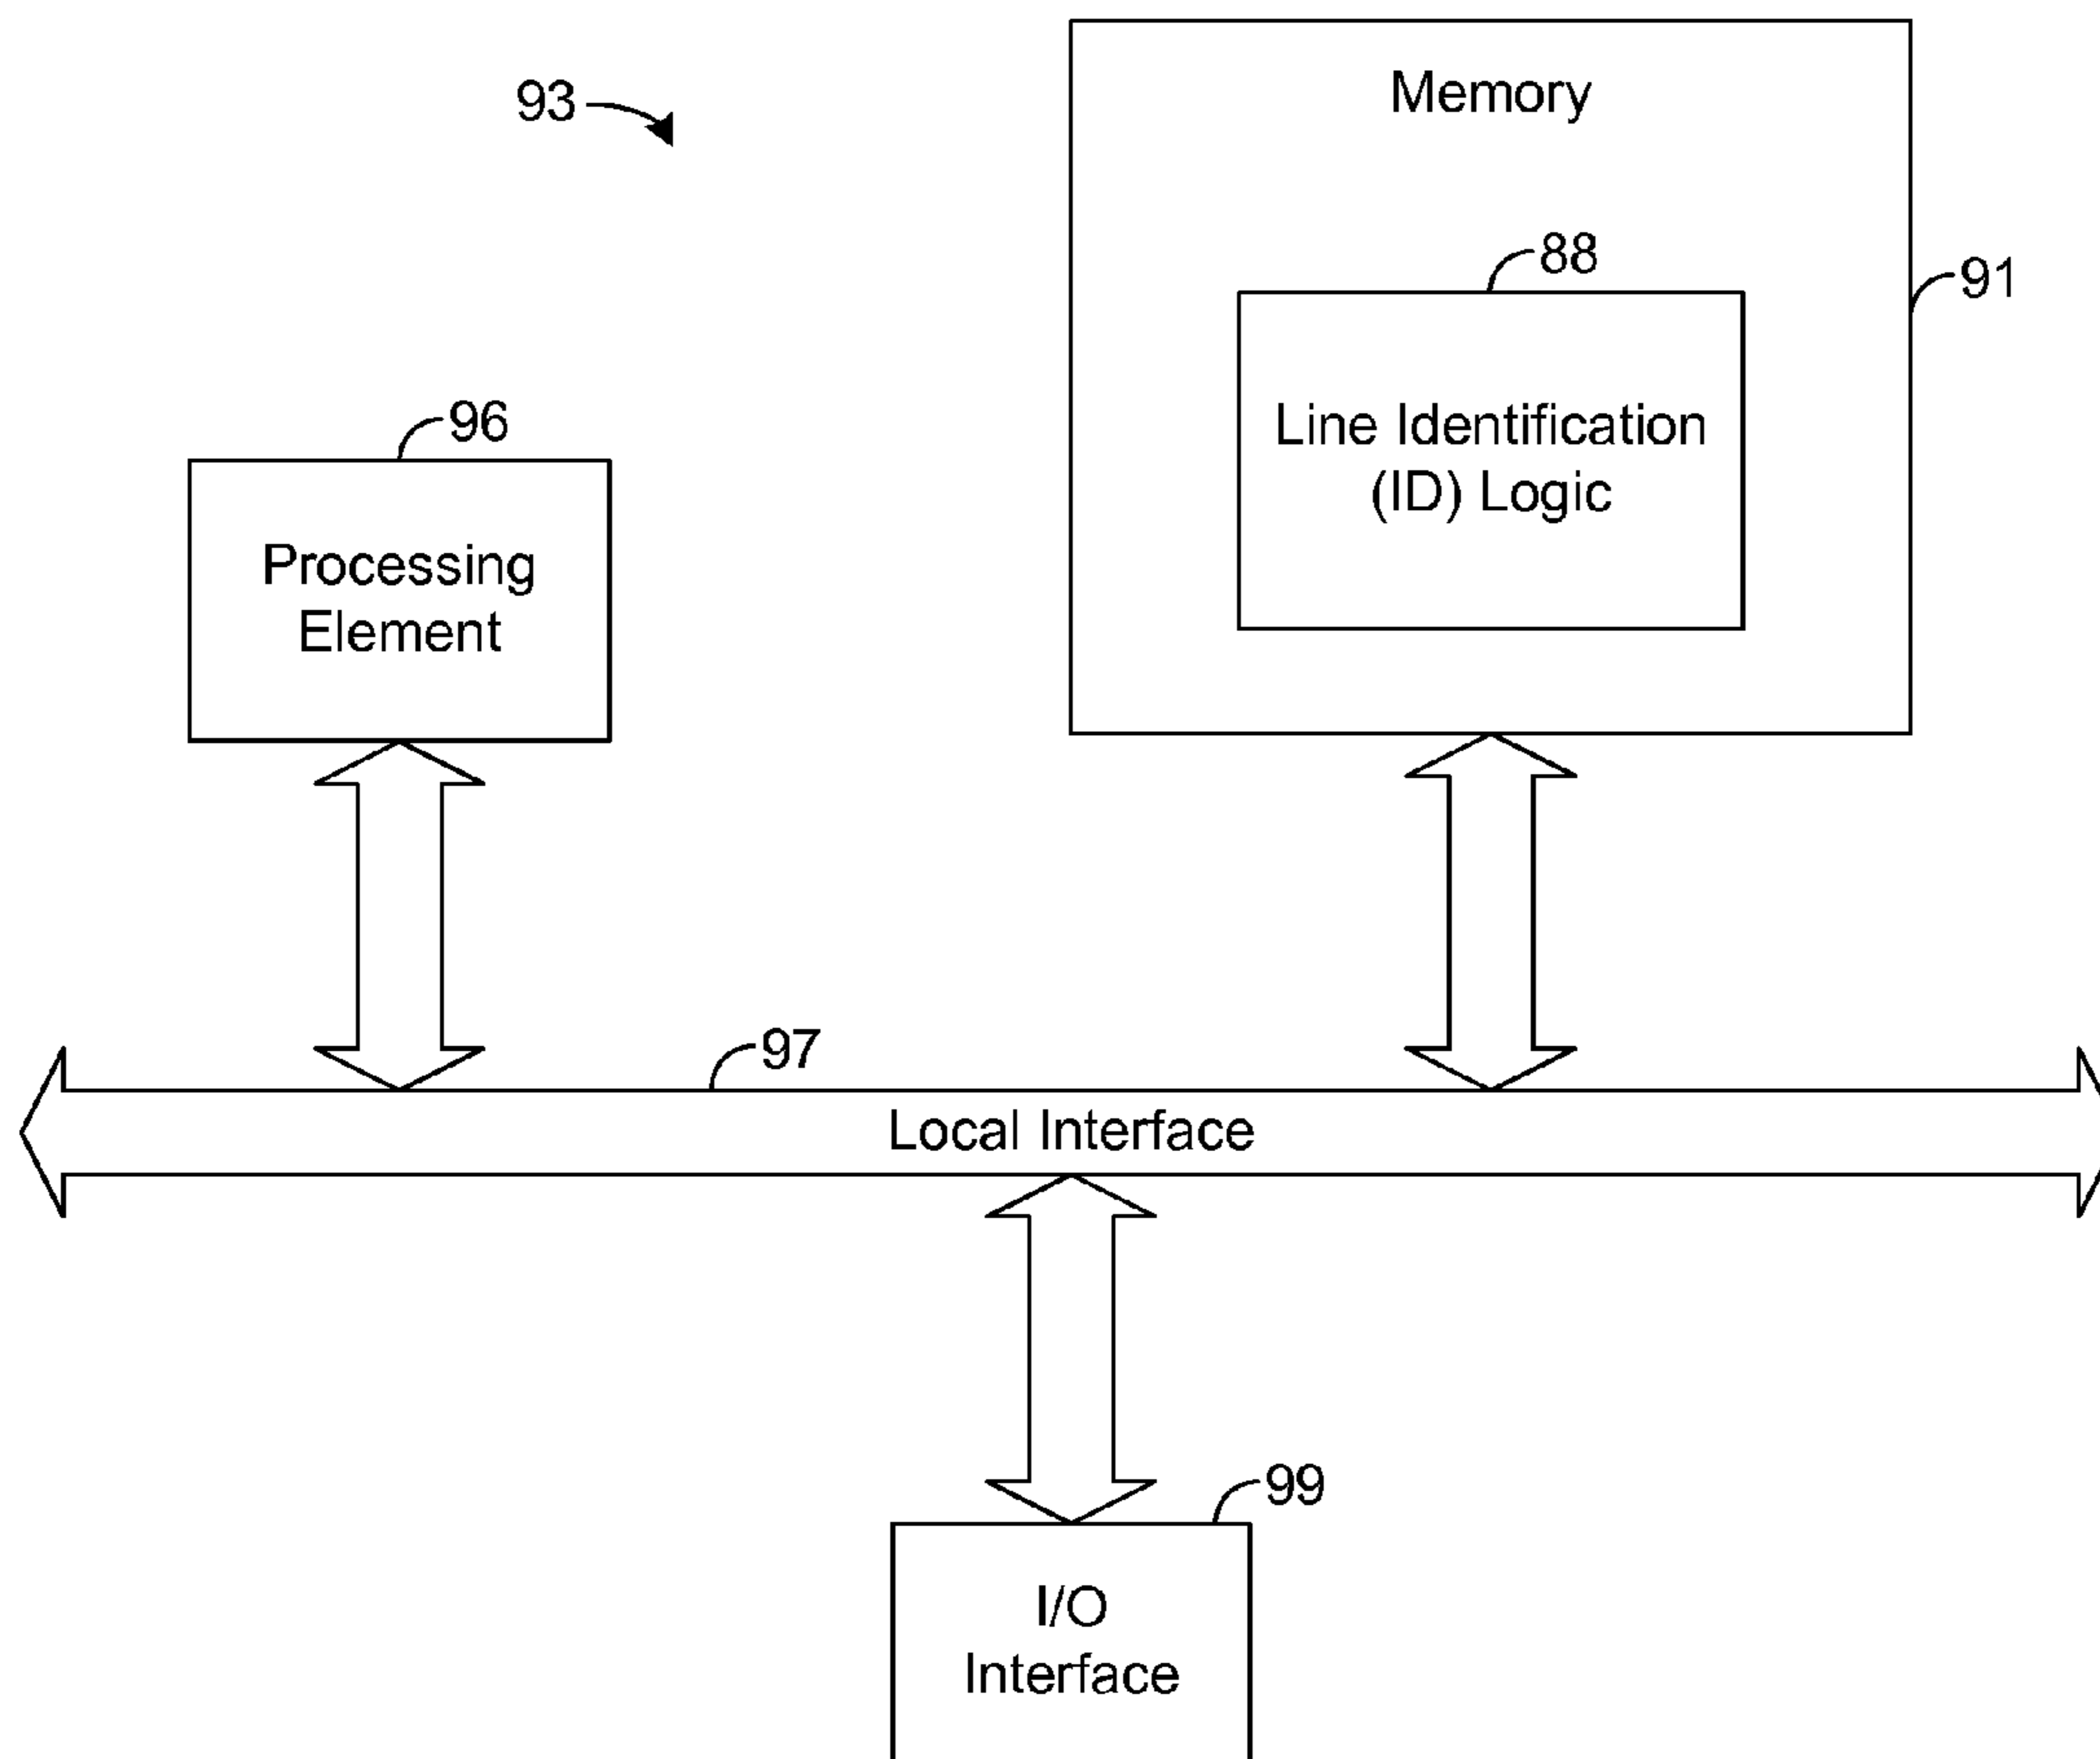 93
Memory
88
91
Line Identification
(ID) Logic
96
Processing
Element
97
Local Interface
99
I/O
Interface